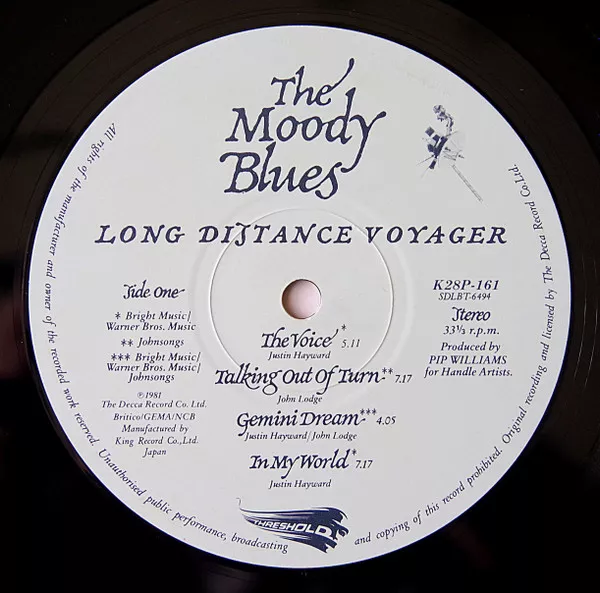 The
Moody
Blues
LONG DISTANCE VOYAGER
Side One
* Bright Music/
Warner Bros. Music
** Johnsongs
*** Bright Music/
Warner Bros. Music/
Johnsongs
℗1981
The Decca Record Co. Ltd.
Britico/GEMA/NCB
Manufactured by
King Record Co.,Ltd.
Japan
K28P-161
SDLBT-6494
Stereo
33⅓ r.p.m.
Produced by
PIP WILLIAMS
for Handle Artists.
The Voice* 5.11
Justin Hayward
Talking Out Of Turn** 7.17
John Lodge
Gemini Dream*** 4.05
Justin Hayward/John Lodge
In My World* 7.17
Justin Hayward
THRESHOLD
All rights of the manufacturer and owner of the recorded work reserved. Unauthorised public performance, broadcasting and copying of this record prohibited. Original recording and licensed by The Decca Record Co. Ltd.